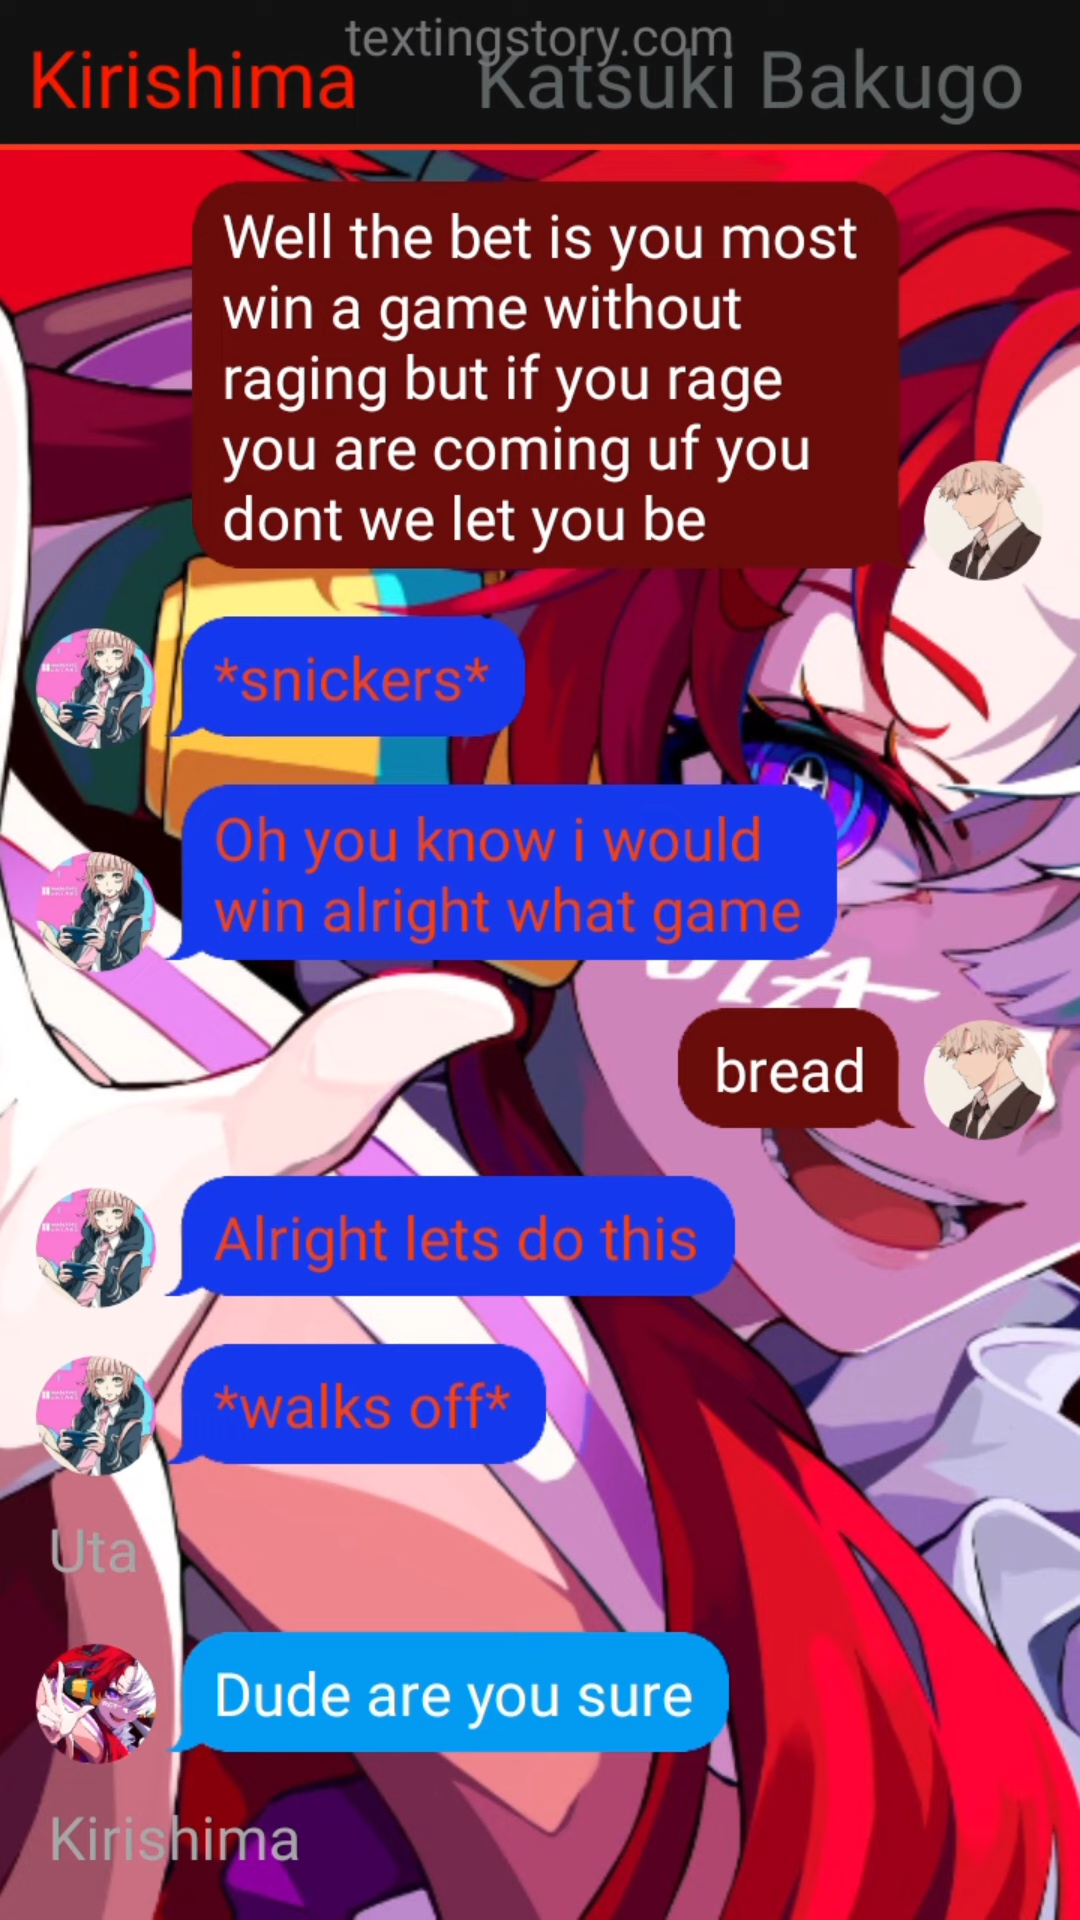 textingstory.com
Kirishima
Katsuki Bakugo
Well the bet is you most
win a game without
raging but if you rage
you are coming uf you
dont we let you be
*snickers*
Oh you know i would
win alright what game
UTA
bread
Alright lets do this
*walks off*
Uta
Dude are you sure
Kirishima